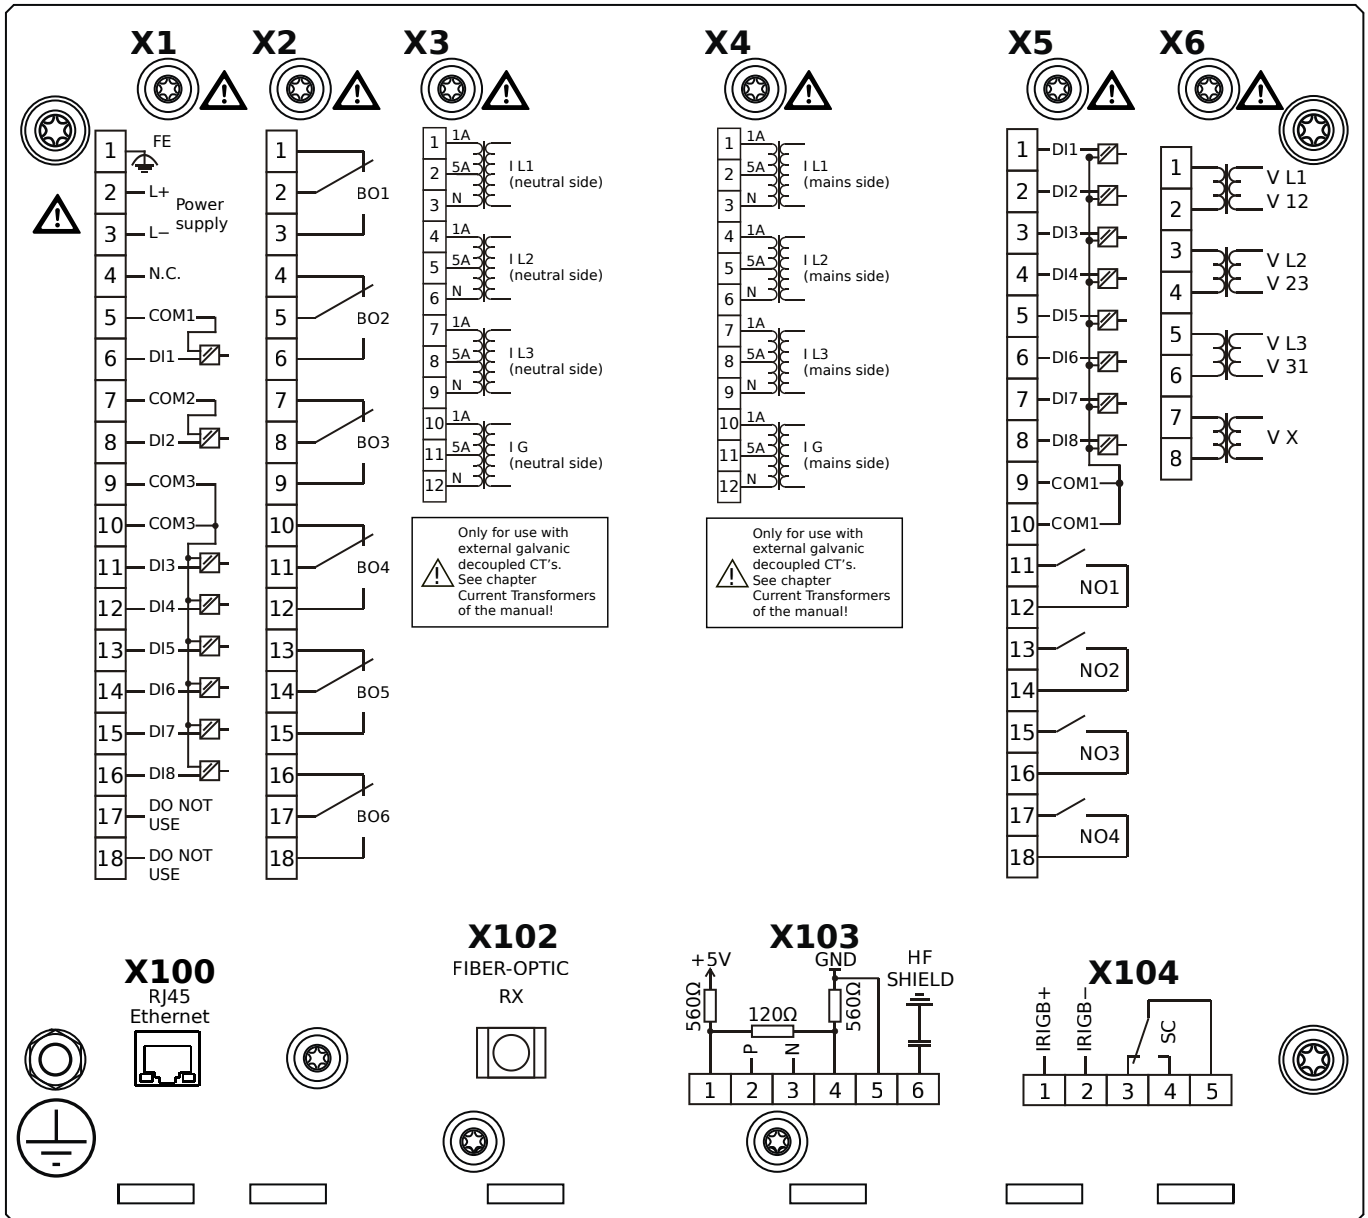 X1
X2
X3
X4
X5
X6
1
FE
2
L+
Power
supply
3
L−
4
N.C.
5
COM1
6
DI1
7
COM2
8
DI2
9
COM3
10
COM3
11
DI3
12
DI4
13
DI5
14
DI6
15
DI7
16
DI8
17
DO NOT
USE
18
DO NOT
USE
1
2
BO1
3
4
5
BO2
6
7
8
BO3
9
10
11
BO4
12
13
14
BO5
15
16
17
BO6
18
1
1A
2
5A
I L1
(neutral side)
3
N
4
1A
5
5A
I L2
(neutral side)
6
N
7
1A
8
5A
I L3
(neutral side)
9
N
10
1A
11
5A
I G
(neutral side)
12
N
Only for use with
external galvanic
decoupled CT's.
See chapter
Current Transformers
of the manual!
1
1A
2
5A
I L1
(mains side)
3
N
4
1A
5
5A
I L2
(mains side)
6
N
7
1A
8
5A
I L3
(mains side)
9
N
10
1A
11
5A
I G
(mains side)
12
N
Only for use with
external galvanic
decoupled CT's.
See chapter
Current Transformers
of the manual!
1
DI1
2
DI2
3
DI3
4
DI4
5
DI5
6
DI6
7
DI7
8
DI8
9
COM1
10
COM1
11
NO1
12
13
NO2
14
15
NO3
16
17
NO4
18
1
V L1
2
V 12
3
V L2
4
V 23
5
V L3
6
V 31
7
V X
8
X100
RJ45
Ethernet
X102
FIBER-OPTIC
RX
X103
+5V
GND
HF
SHIELD
560Ω
120Ω
560Ω
P
N
1 2 3 4 5 6
X104
IRIGB+
IRIGB−
SC
1 2 3 4 5